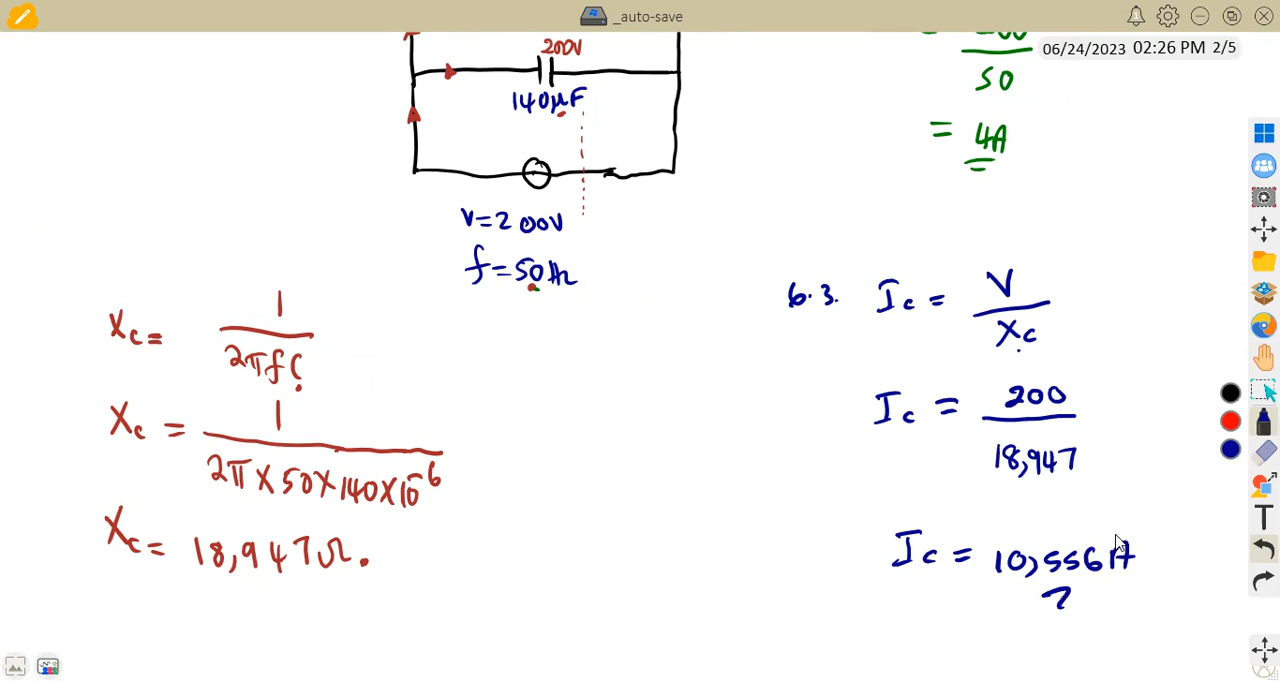 _auto-save
06/24/2023 02:26 PM 2/5
200V
140μF
V=200V
f=50Hz
50
= 4A
Xc= 1
2πfC
Xc = 1
2π×50×140×10⁻⁶
Xc= 18,947Ω.
6.3. Ic = V
Xc
Ic = 200
18,947
Ic = 10,556A
T